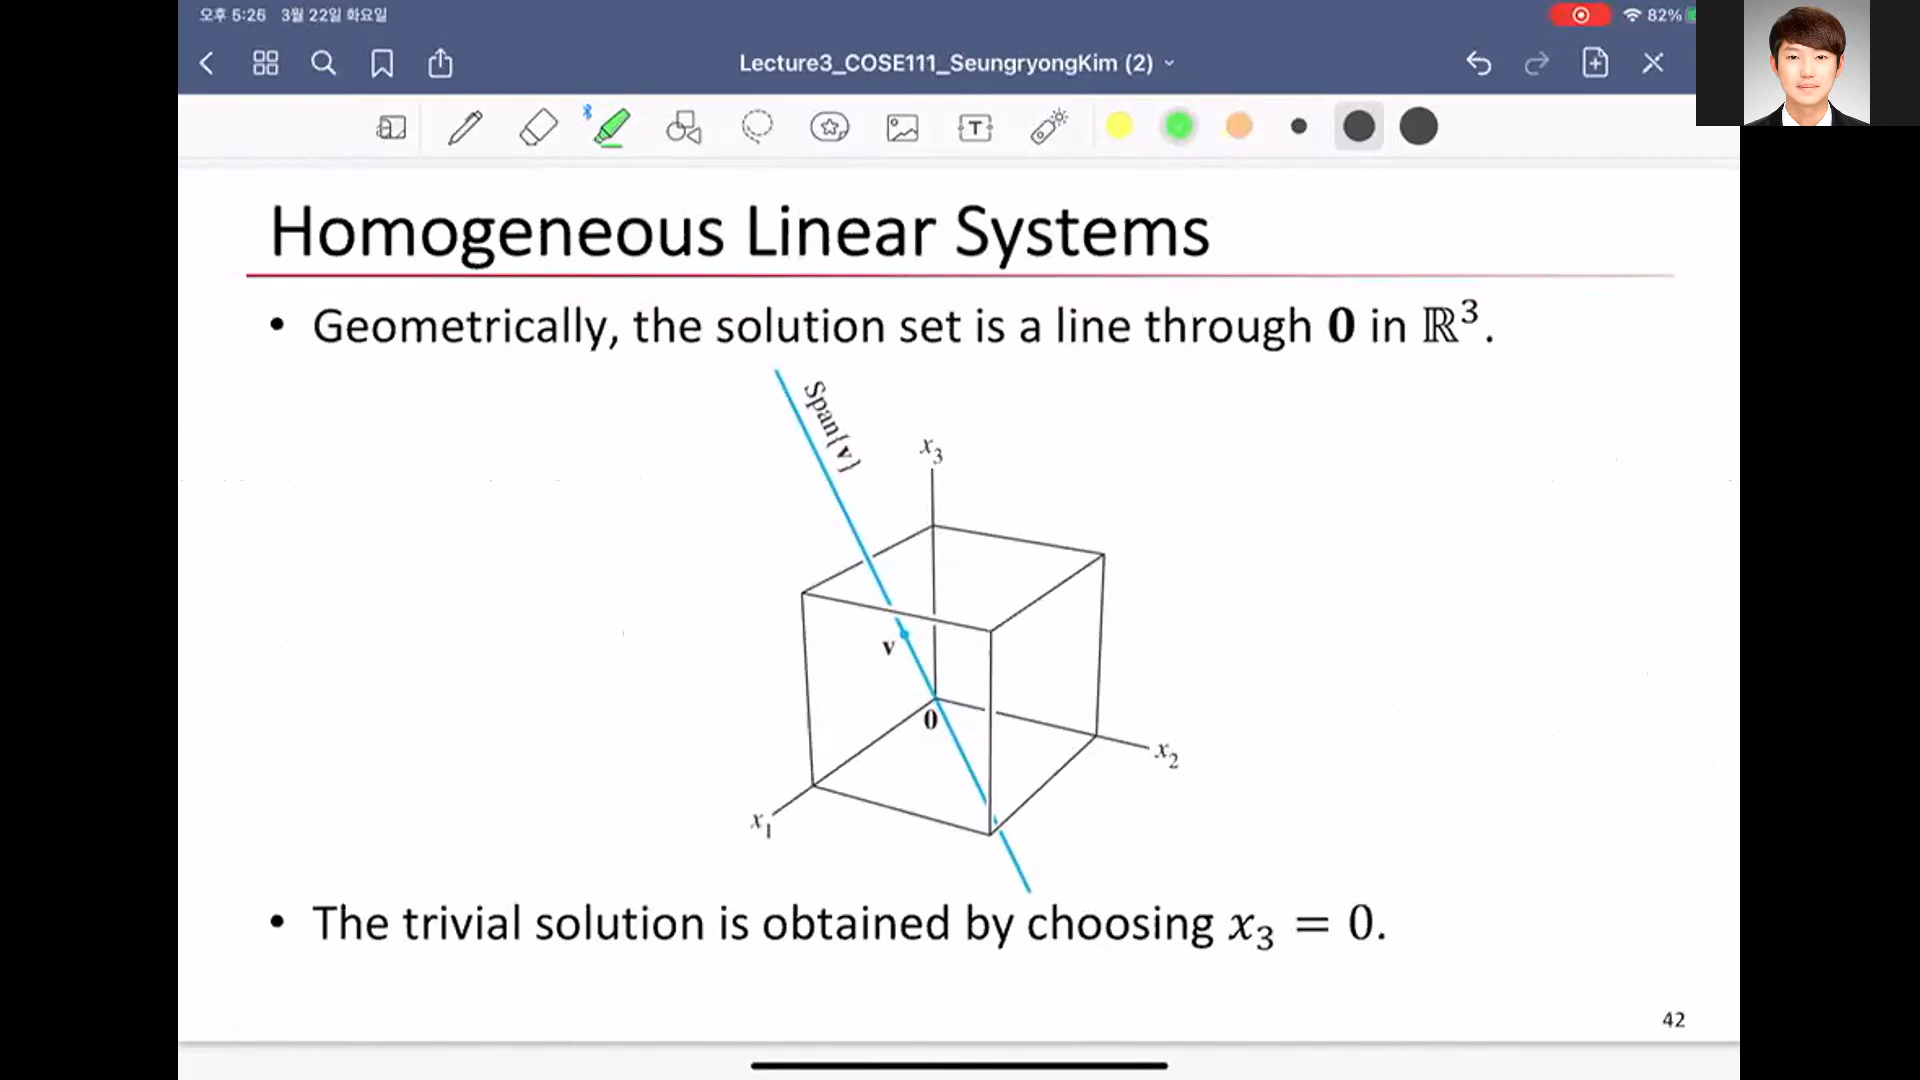 오후 5:26 3월 22일 화요일
82%
Lecture3_COSE111_SeungryongKim (2)
T
Homogeneous Linear Systems
• Geometrically, the solution set is a line through 𝟎 in ℝ³.
Span{v}
x₃
v
0
x₂
x₁
• The trivial solution is obtained by choosing x₃ = 0.
42